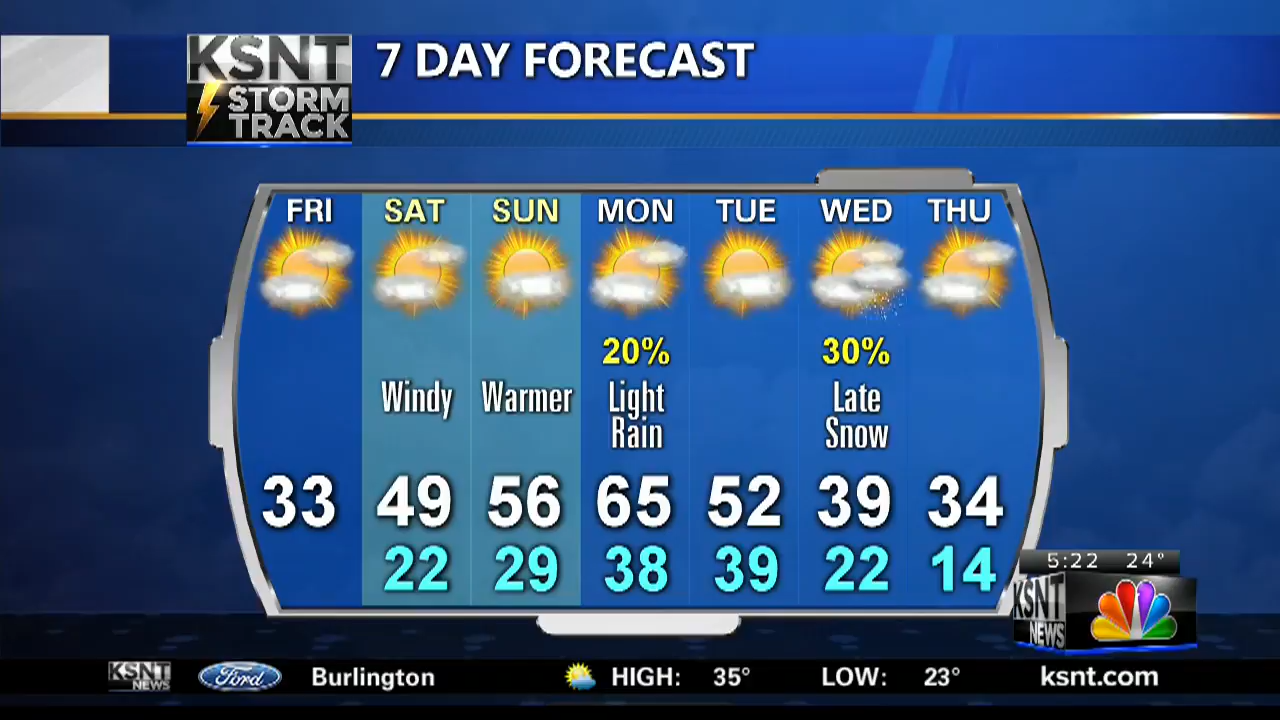 KSNT
STORM
TRACK
7 DAY FORECAST
FRI SAT SUN MON TUE WED THU
20% 30%
Windy Warmer Light Rain Late Snow
33 49 56 65 52 39 34
22 29 38 39 22 14
5:22 24°
KSNT
NEWS
KSNT NEWS Ford Burlington HIGH: 35° LOW: 23° ksnt.com